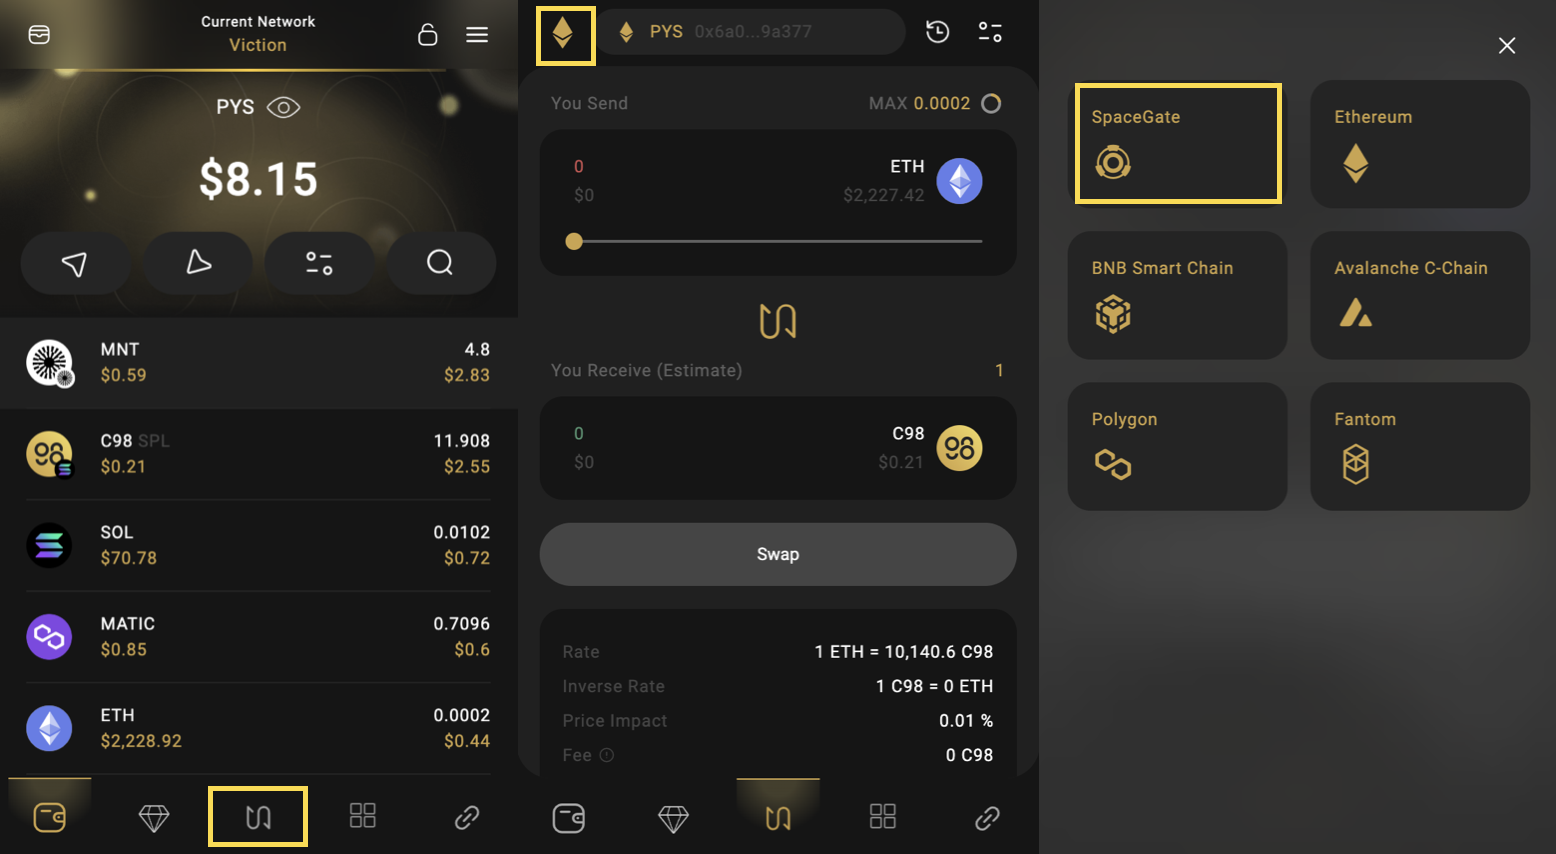 Current Network
Viction
PYS
$8.15
MNT 4.8
$0.59 $2.83
C98 SPL 11.908
$0.21 $2.55
SOL 0.0102
$70.78 $0.72
MATIC 0.7096
$0.85 $0.6
ETH 0.0002
$2,228.92 $0.44
PYS 0x6a0...9a377
You Send MAX 0.0002
0 ETH
$0 $2,227.42
You Receive (Estimate) 1
0 C98
$0 $0.21
Swap
Rate 1 ETH = 10,140.6 C98
Inverse Rate 1 C98 = 0 ETH
Price Impact 0.01 %
Fee 0 C98
SpaceGate
Ethereum
BNB Smart Chain
Avalanche C-Chain
Polygon
Fantom